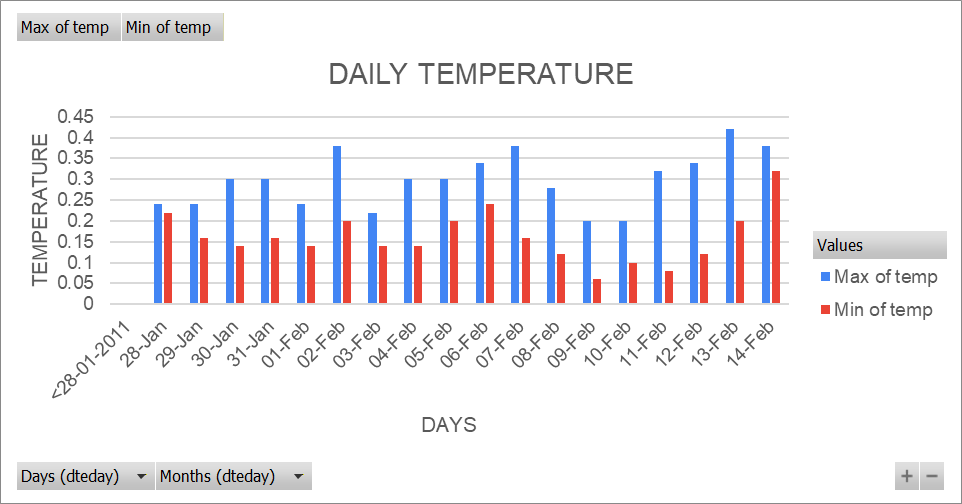 Max of temp Min of temp
DAILY TEMPERATURE
TEMPERATURE
0.45
0.4
0.35
0.3
0.25
0.2
0.15
0.1
0.05
0
<28-01-2011 28-Jan 29-Jan 30-Jan 31-Jan 01-Feb 02-Feb 03-Feb 04-Feb 05-Feb 06-Feb 07-Feb 08-Feb 09-Feb 10-Feb 11-Feb 12-Feb 13-Feb 14-Feb
DAYS
Values
Max of temp
Min of temp
Days (dteday) Months (dteday)
+ −